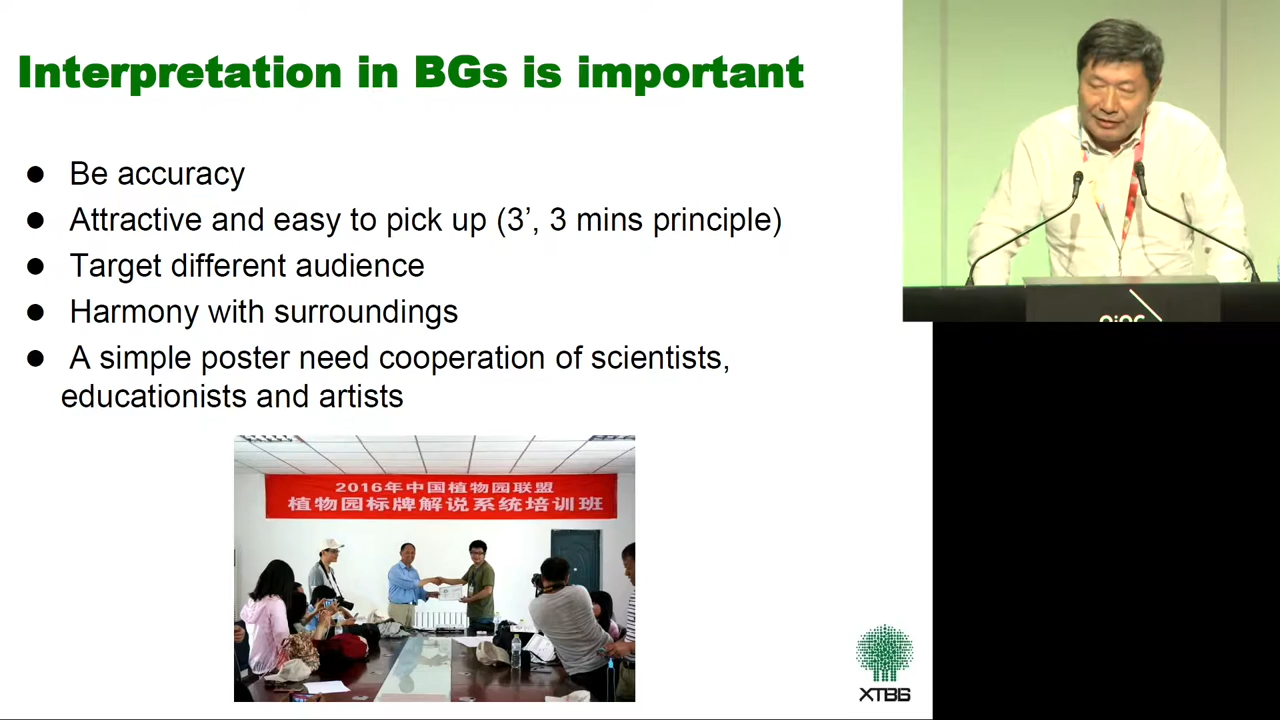 Interpretation in BGs is important
● Be accuracy
● Attractive and easy to pick up (3’, 3 mins principle)
● Target different audience
● Harmony with surroundings
● A simple poster need cooperation of scientists,
educationists and artists
2016年中国植物园联盟
植物园标牌解说系统培训班
XTBG